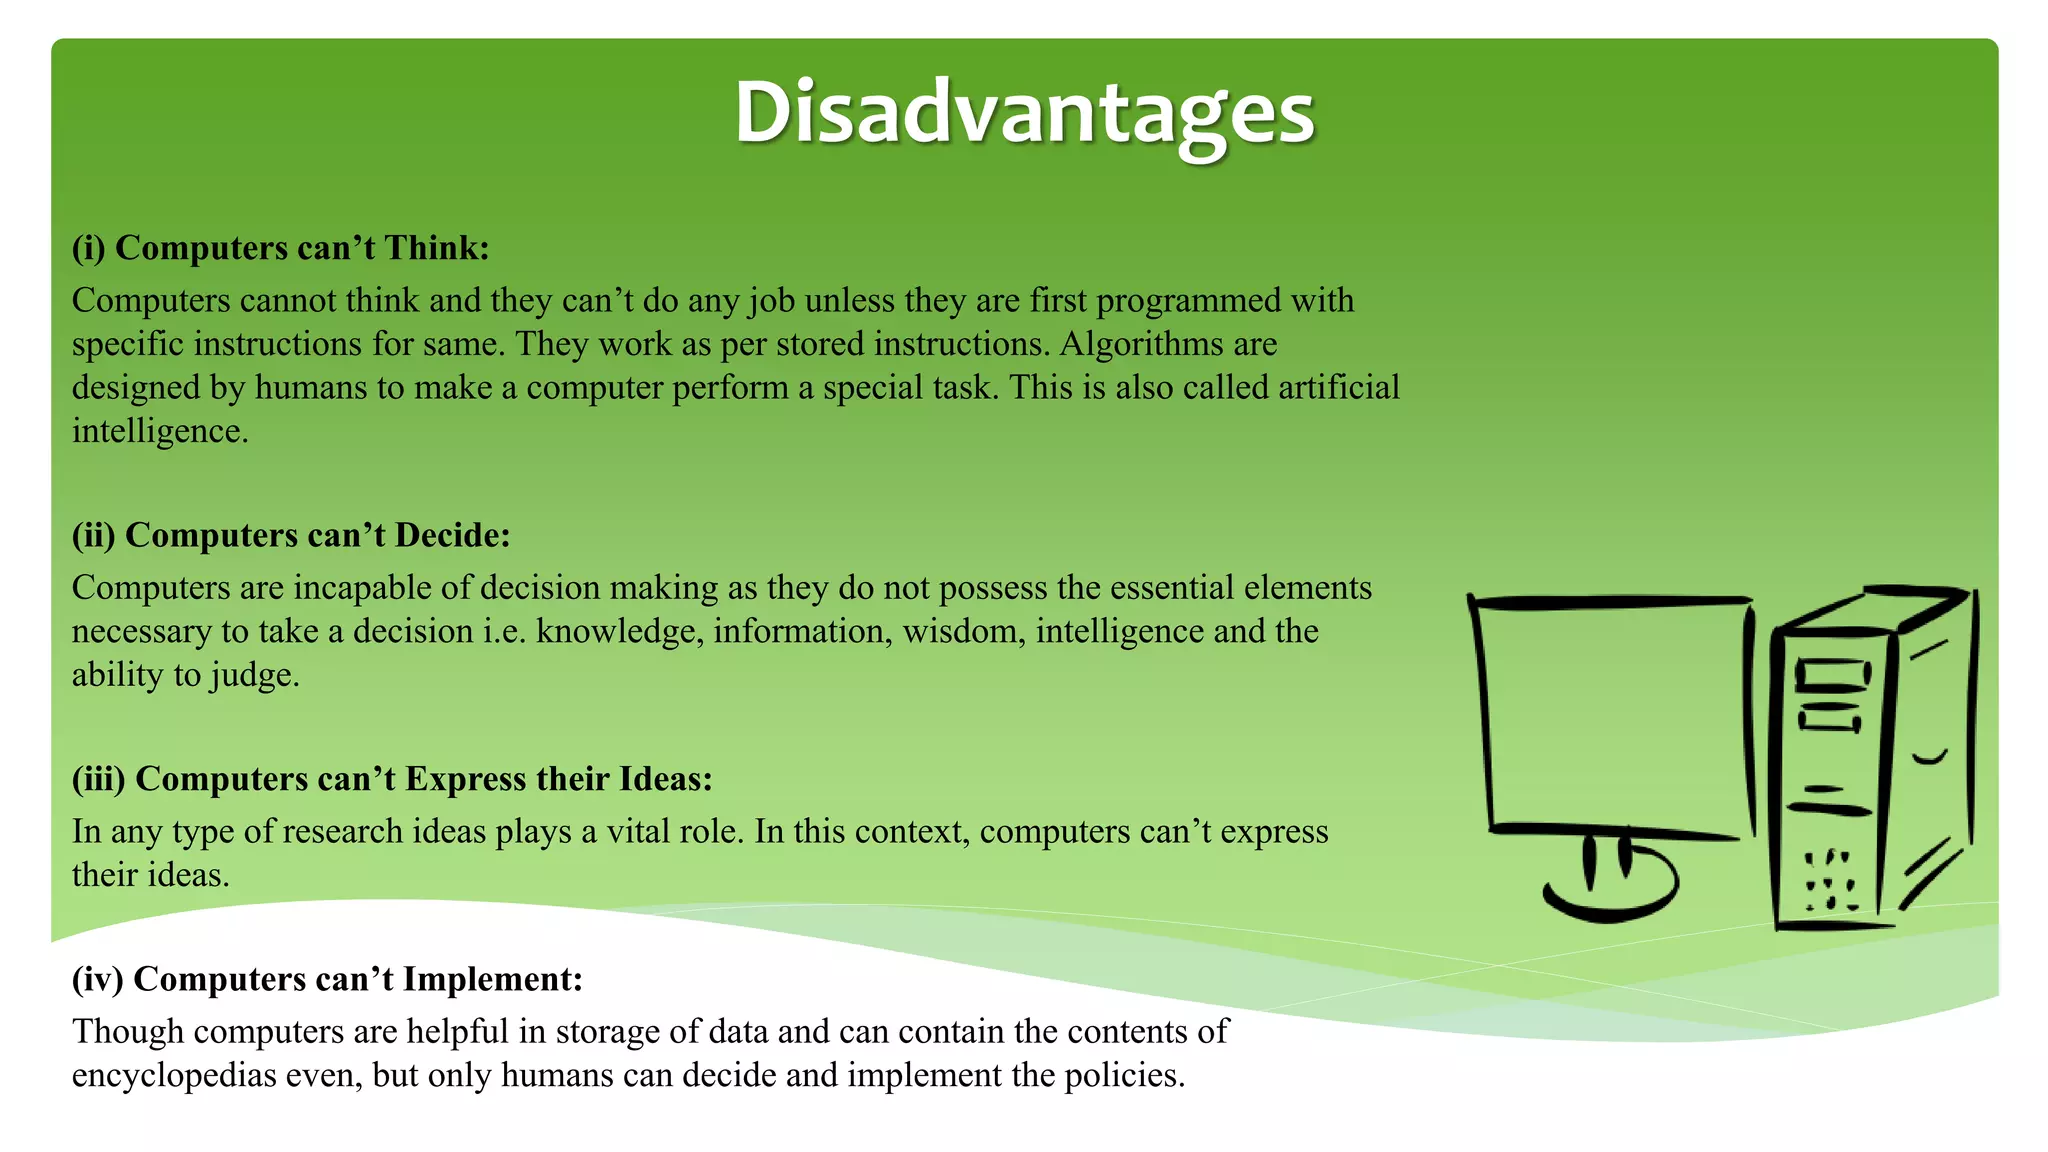 Disadvantages
(i) Computers can’t Think:
Computers cannot think and they can’t do any job unless they are first programmed with
specific instructions for same. They work as per stored instructions. Algorithms are
designed by humans to make a computer perform a special task. This is also called artificial
intelligence.
(ii) Computers can’t Decide:
Computers are incapable of decision making as they do not possess the essential elements
necessary to take a decision i.e. knowledge, information, wisdom, intelligence and the
ability to judge.
(iii) Computers can’t Express their Ideas:
In any type of research ideas plays a vital role. In this context, computers can’t express
their ideas.
(iv) Computers can’t Implement:
Though computers are helpful in storage of data and can contain the contents of
encyclopedias even, but only humans can decide and implement the policies.